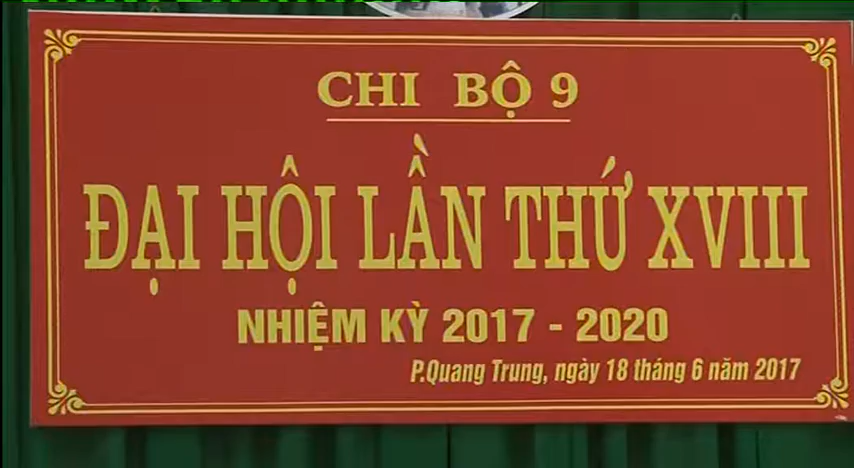 CHI BỘ 9
ĐẠI HỘI LẦN THỨ XVIII
NHIỆM KỲ 2017 - 2020
P.Quang Trung, ngày 18 tháng 6 năm 2017